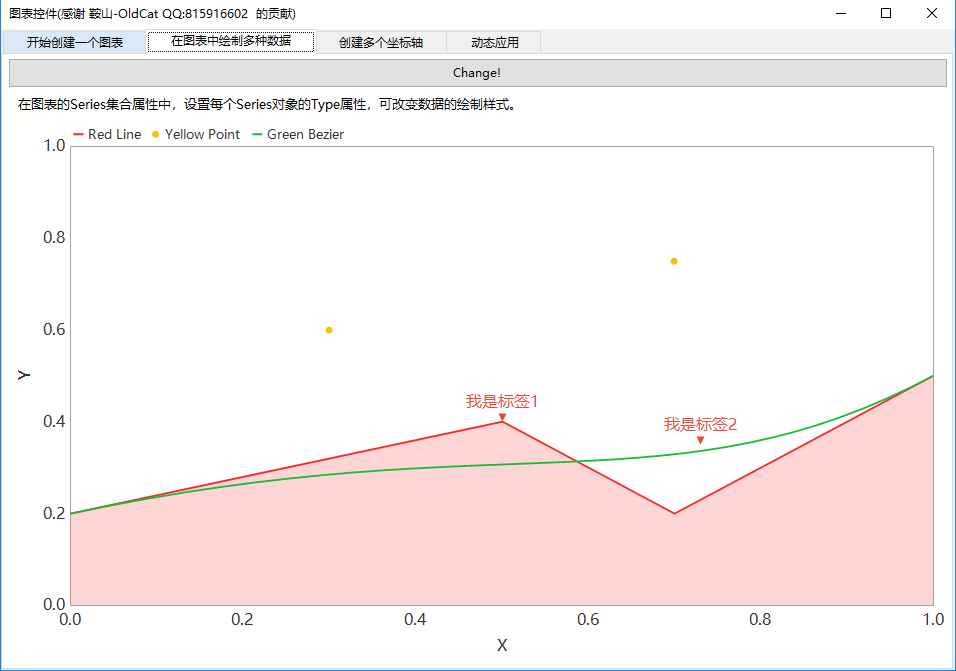 图表控件(感谢 鞍山-OldCat QQ:815916602 的贡献)
开始创建一个图表 在图表中绘制多种数据 创建多个坐标轴 动态应用
Change!
在图表的Series集合属性中，设置每个Series对象的Type属性，可改变数据的绘制样式。
Red Line Yellow Point Green Bezier
1.0
0.8
0.6
Y
我是标签1
0.4
我是标签2
0.2
0.0
0.0 0.2 0.4 0.6 0.8 1.0
X